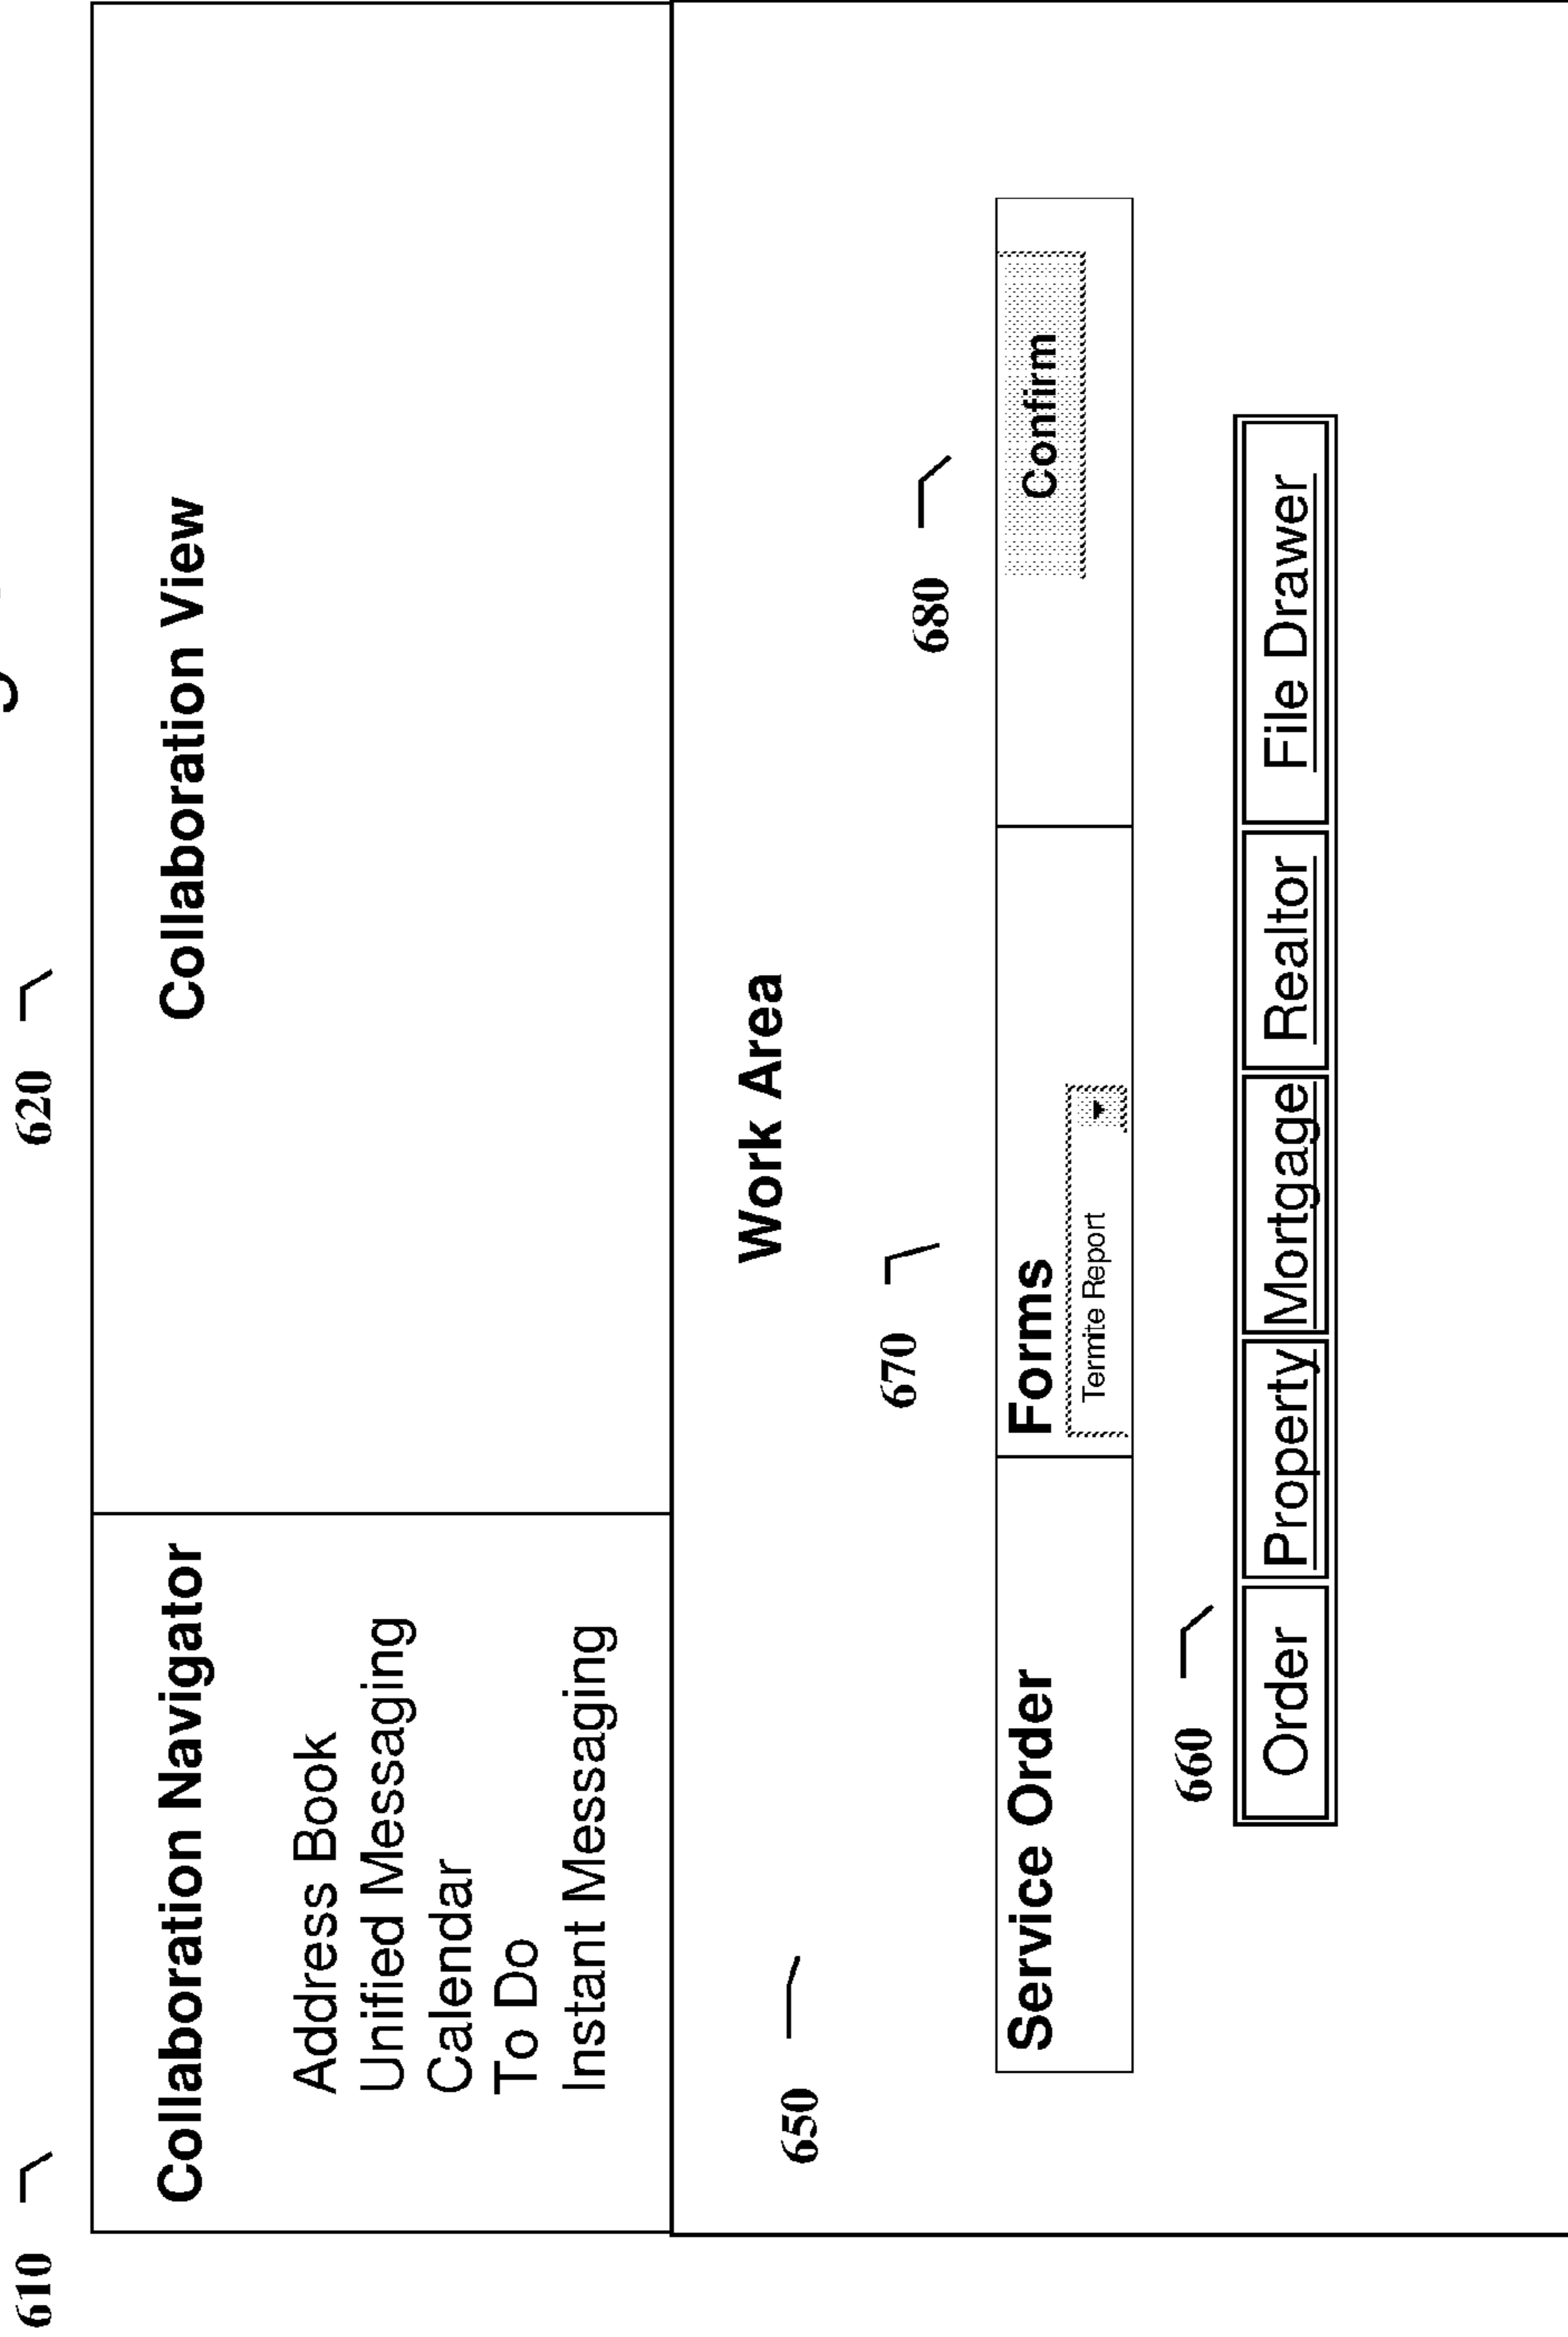 610
620
Collaboration Navigator
Collaboration View
Address Book
Unified Messaging
Calendar
To Do
Instant Messaging
Work Area
650
670
680
Service Order
Forms
Confirm
Termite Report
660
Order Property Mortgage Realtor File Drawer